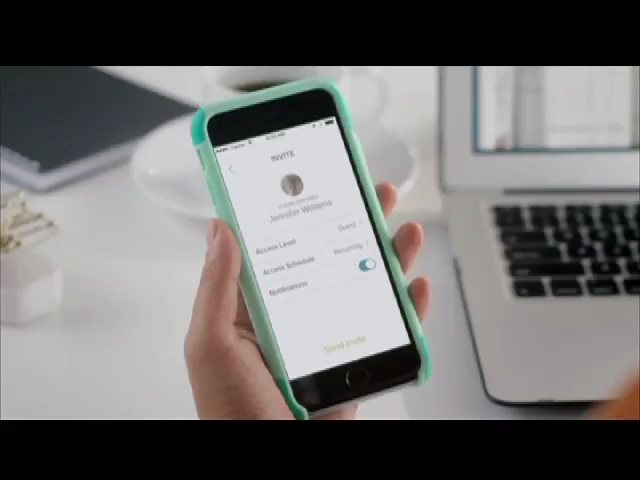 INVITE
Jennifer Williams
Access Level
Guest
Access Schedule
Recurring
Notifications
Send Invite